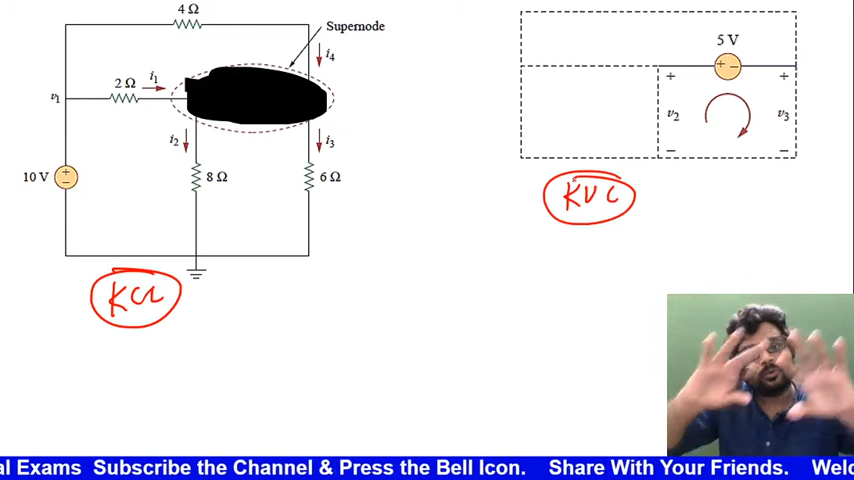 4 Ω
Supernode
i4
5 V
+ −
2 Ω
i1
+
+
v1
v2
v3
i2
i3
−
−
10 V
+
−
8 Ω
6 Ω
KVL
KCL
al Exams Subscribe the Channel & Press the Bell Icon. Share With Your Friends. Welc